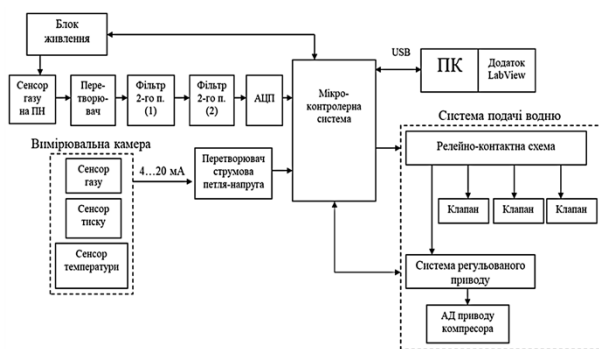 Блок
живлення
Сенсор
газу
на ПН
Пере-
творю-
вач
Фільтр
2-го п.
(1)
Фільтр
2-го п.
(2)
АЦП
Мікро-
контролерна
система
USB
ПК
Додаток
LabView
Вимірювальна камера
Сенсор
газу
Сенсор
тиску
Сенсор
температури
4…20 мА
Перетворювач
струмова
петля-напруга
Система подачі водню
Релейно-контактна схема
Клапан
Клапан
Клапан
Система регульованого
приводу
АД приводу
компресора